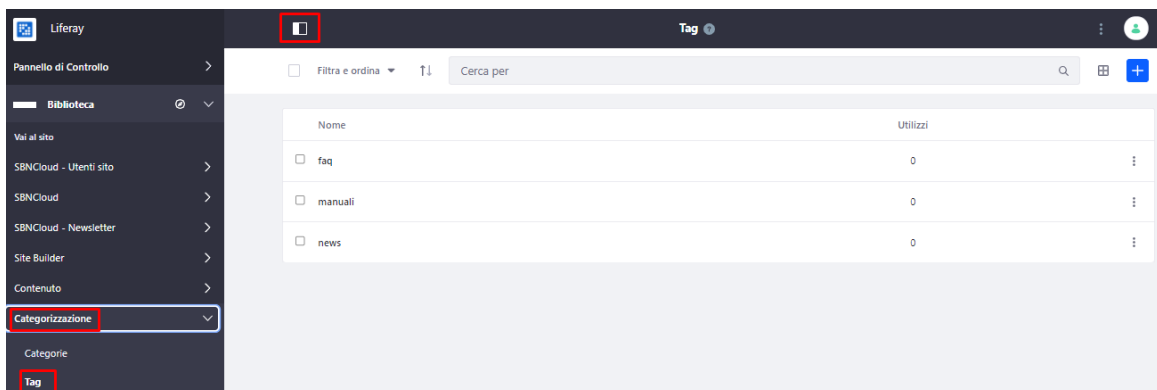 Liferay
Tag
Pannello di Controllo
Filtra e ordina
Cerca per
Biblioteca
Vai al sito
SBNCloud - Utenti sito
SBNCloud
SBNCloud - Newsletter
Site Builder
Contenuto
Categorizzazione
Categorie
Tag
Nome Utilizzi
faq 0
manuali 0
news 0